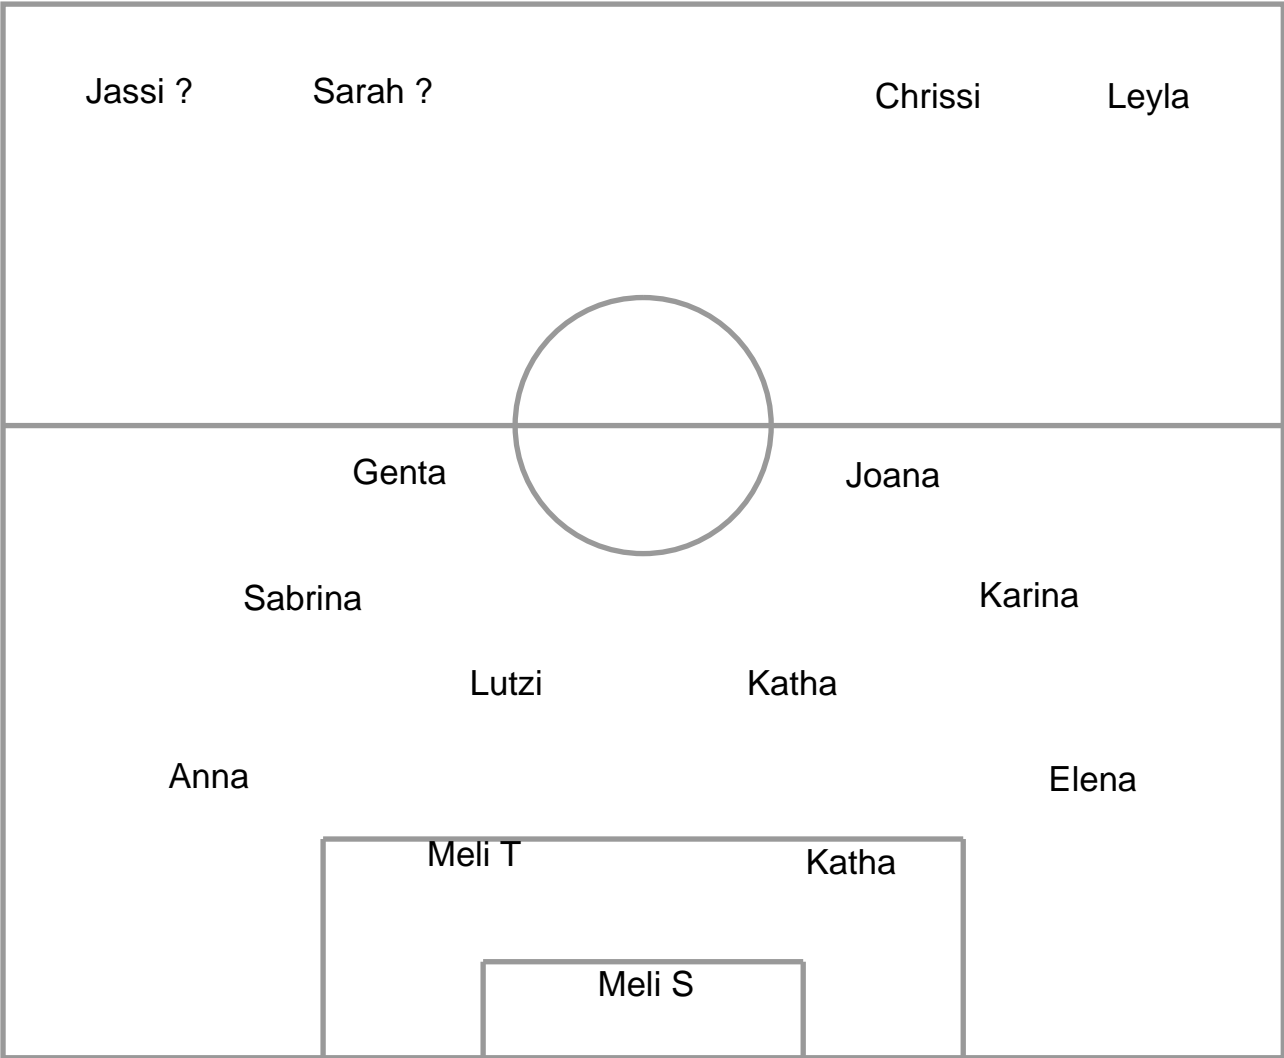 Jassi ? Sarah ? Chrissi Leyla
Genta Joana
Sabrina Karina
Lutzi Katha
Anna Elena
Meli T Katha
Meli S